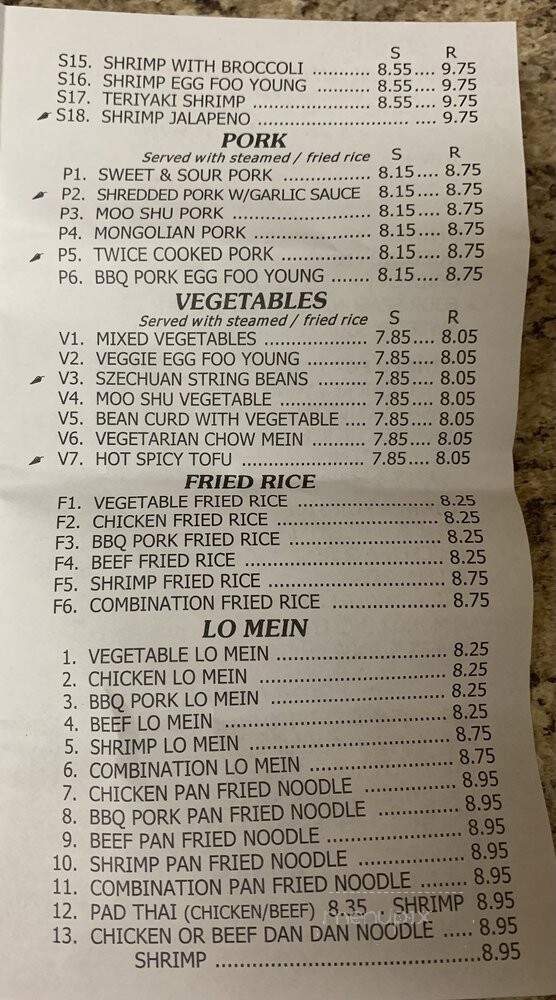 S R
S15. SHRIMP WITH BROCCOLI ........... 8.55.... 9.75
S16. SHRIMP EGG FOO YOUNG .......... 8.55.... 9.75
S17. TERIYAKI SHRIMP ...................... 8.55.... 9.75
S18. SHRIMP JALAPENO ............................ .... 9.75
PORK
Served with steamed / fried rice S R
P1. SWEET & SOUR PORK ................ 8.15.... 8.75
P2. SHREDDED PORK W/GARLIC SAUCE 8.15.... 8.75
P3. MOO SHU PORK ......................... 8.15.... 8.75
P4. MONGOLIAN PORK ..................... 8.15.... 8.75
P5. TWICE COOKED PORK ................ 8.15.... 8.75
P6. BBQ PORK EGG FOO YOUNG ....... 8.15.... 8.75
VEGETABLES
Served with steamed / fried rice S R
V1. MIXED VEGETABLES ................... 7.85.... 8.05
V2. VEGGIE EGG FOO YOUNG ........... 7.85.... 8.05
V3. SZECHUAN STRING BEANS ......... 7.85.... 8.05
V4. MOO SHU VEGETABLE ................ 7.85.... 8.05
V5. BEAN CURD WITH VEGETABLE .... 7.85.... 8.05
V6. VEGETARIAN CHOW MEIN .......... 7.85.... 8.05
V7. HOT SPICY TOFU ....................... 7.85.... 8.05
FRIED RICE
F1. VEGETABLE FRIED RICE ........................... 8.25
F2. CHICKEN FRIED RICE .............................. 8.25
F3. BBQ PORK FRIED RICE ............................. 8.25
F4. BEEF FRIED RICE ..................................... 8.25
F5. SHRIMP FRIED RICE ................................. 8.75
F6. COMBINATION FRIED RICE ..................... 8.75
LO MEIN
1. VEGETABLE LO MEIN ................................ 8.25
2. CHICKEN LO MEIN ................................... 8.25
3. BBQ PORK LO MEIN ................................. 8.25
4. BEEF LO MEIN ......................................... 8.25
5. SHRIMP LO MEIN ..................................... 8.75
6. COMBINATION LO MEIN ........................... 8.75
7. CHICKEN PAN FRIED NOODLE ................. 8.95
8. BBQ PORK PAN FRIED NOODLE ............... 8.95
9. BEEF PAN FRIED NOODLE ......................... 8.95
10. SHRIMP PAN FRIED NOODLE .................... 8.95
11. COMBINATION PAN FRIED NOODLE ........ 8.95
12. PAD THAI (CHICKEN/BEEF) 8.35 SHRIMP 8.95
menupix
13. CHICKEN OR BEEF DAN DAN NOODLE ..... 8.95
SHRIMP ..................................................8.95